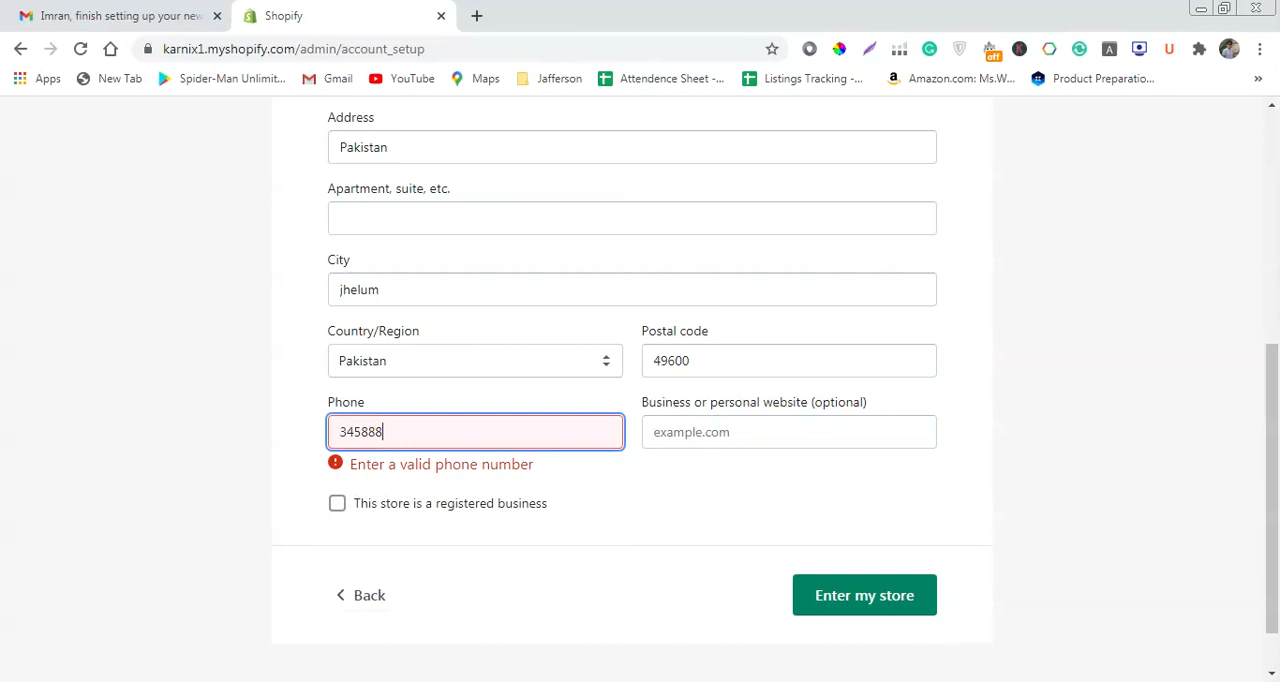 Imran, finish setting up your new
Shopify
karnix1.myshopify.com/admin/account_setup
off
A
K
U
Apps
New Tab
Spider-Man Unlimit...
Gmail
YouTube
Maps
Jafferson
Attendence Sheet -...
Listings Tracking -...
Amazon.com: Ms.W...
Product Preparatio...
»
Address
Pakistan
Apartment, suite, etc.
City
jhelum
Country/Region
Postal code
Pakistan
49600
Phone
Business or personal website (optional)
345888
example.com
Enter a valid phone number
This store is a registered business
Back
Enter my store